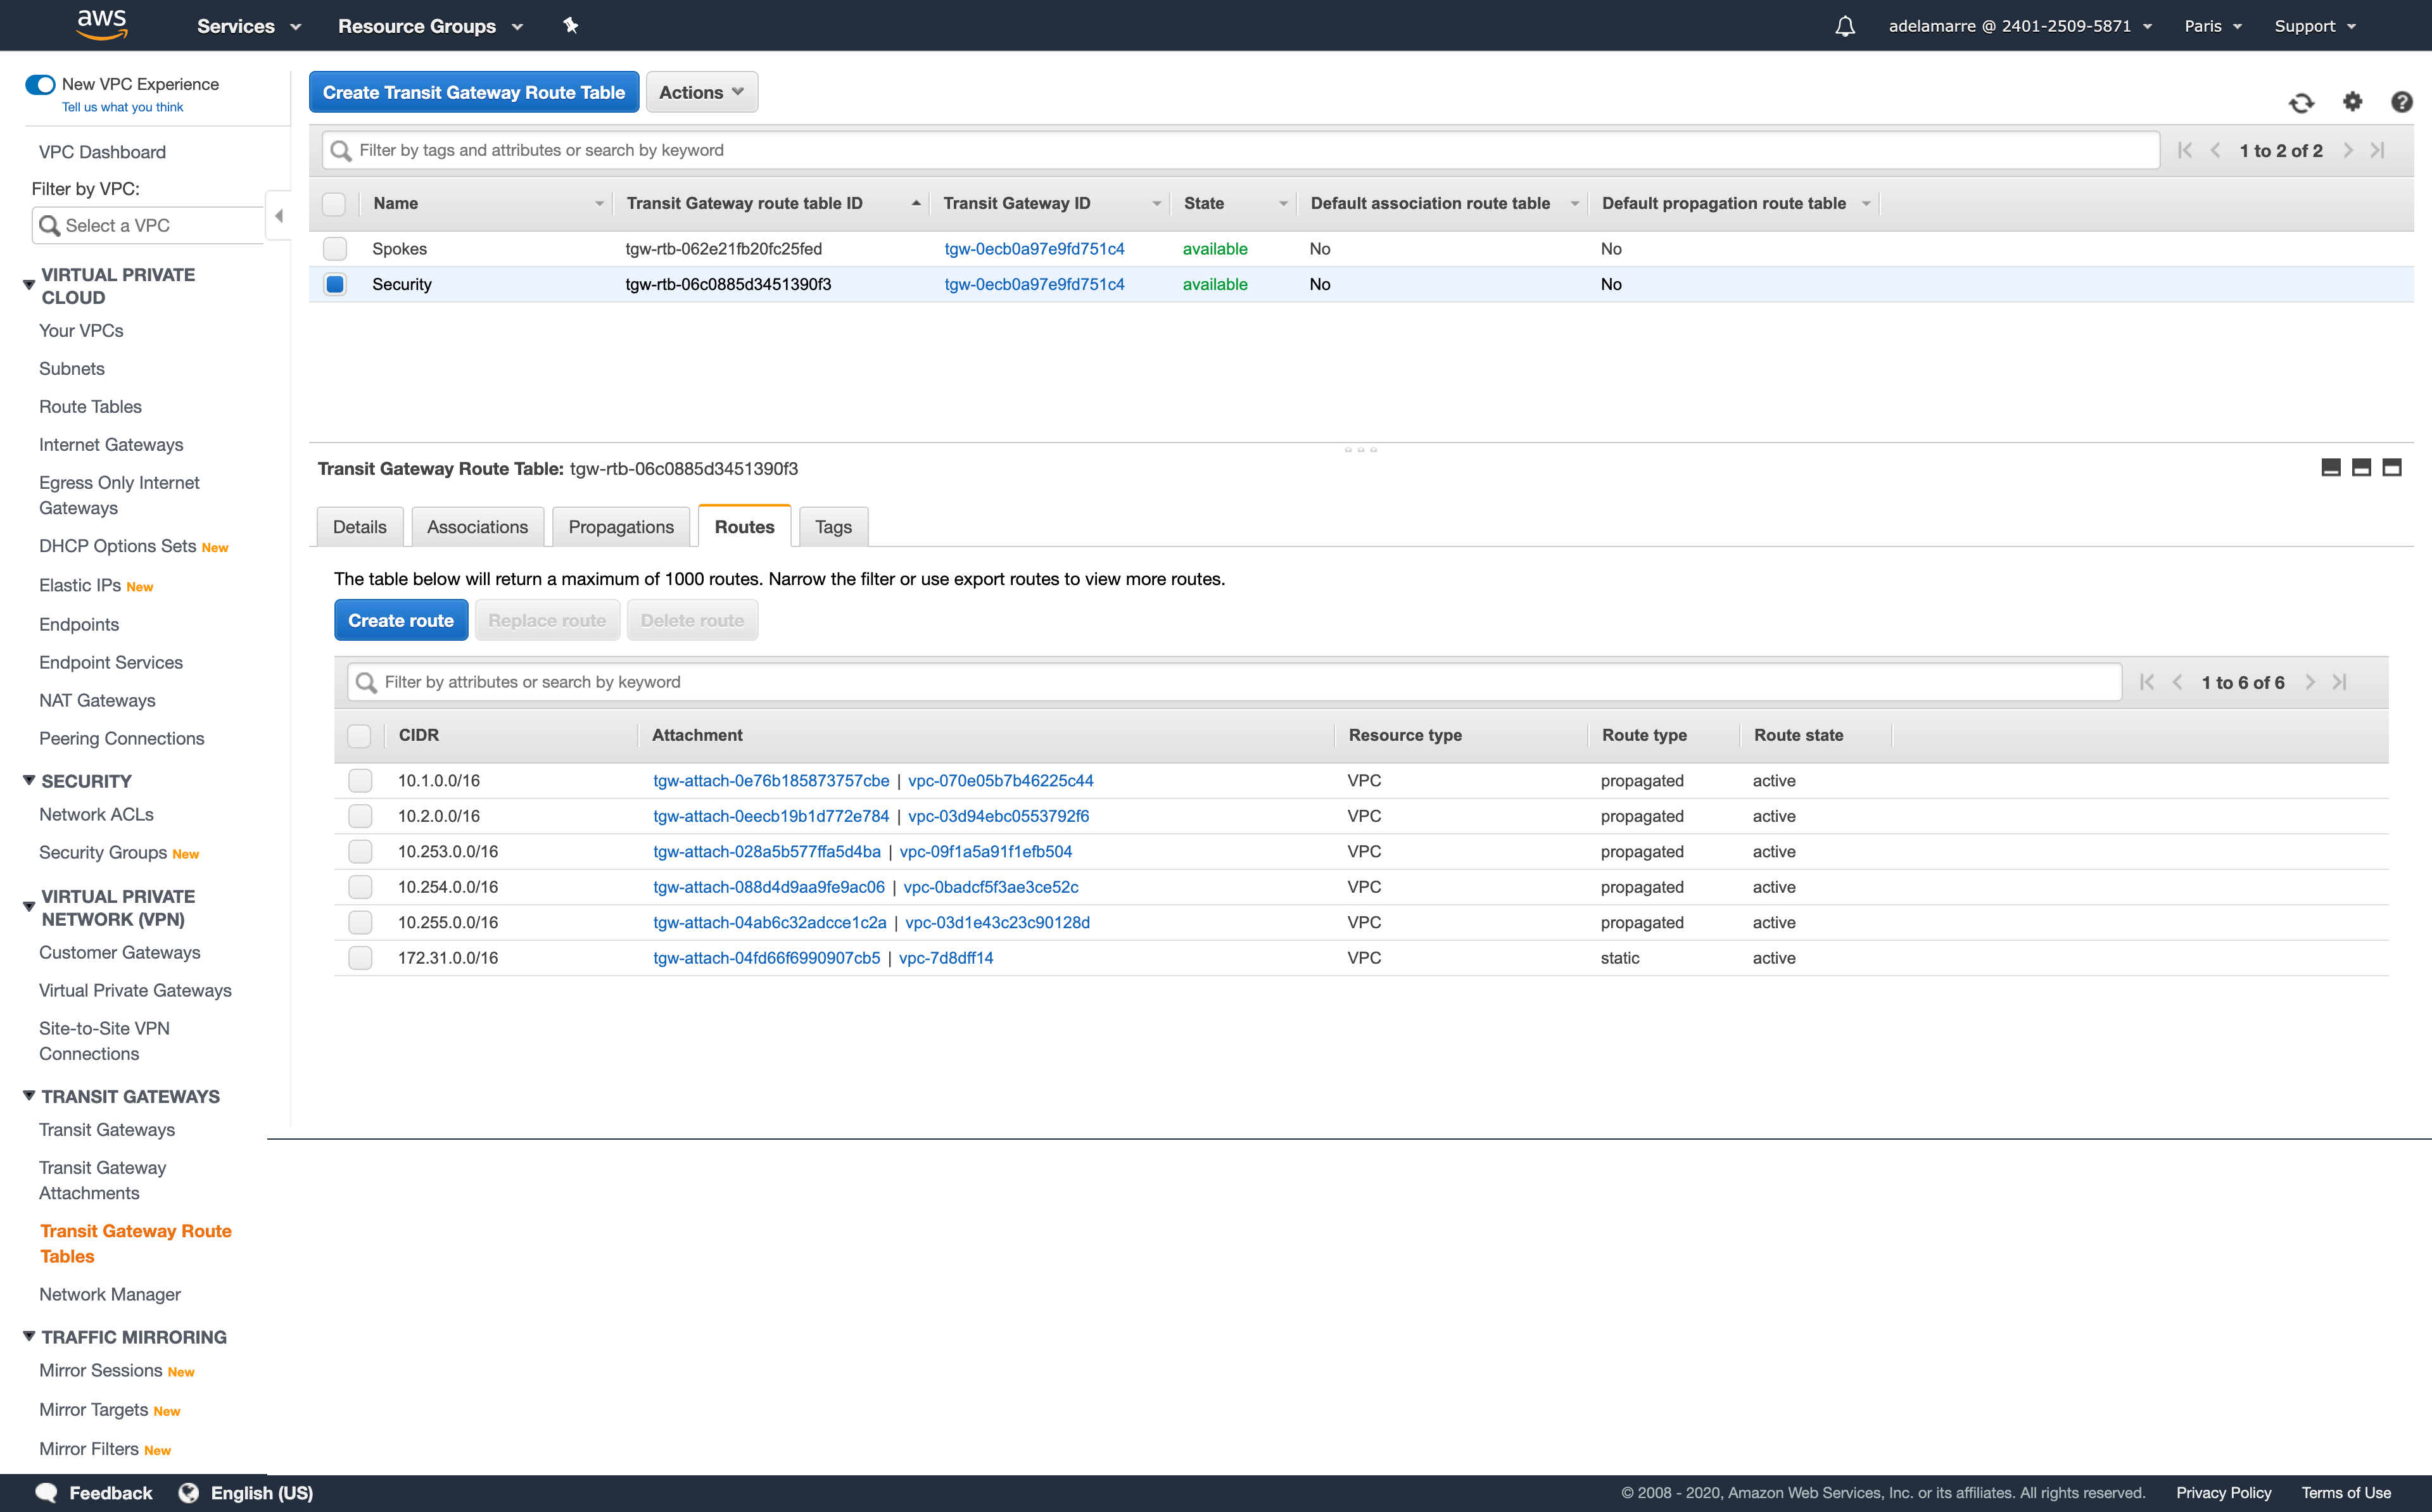 aws Services Resource Groups adelamarre @ 2401-2509-5871 Paris Support
New VPC Experience
Tell us what you think
VPC Dashboard
Filter by VPC:
Select a VPC
VIRTUAL PRIVATE
CLOUD
Your VPCs
Subnets
Route Tables
Internet Gateways
Egress Only Internet
Gateways
DHCP Options Sets New
Elastic IPs New
Endpoints
Endpoint Services
NAT Gateways
Peering Connections
SECURITY
Network ACLs
Security Groups New
VIRTUAL PRIVATE
NETWORK (VPN)
Customer Gateways
Virtual Private Gateways
Site-to-Site VPN
Connections
TRANSIT GATEWAYS
Transit Gateways
Transit Gateway
Attachments
Transit Gateway Route
Tables
Network Manager
TRAFFIC MIRRORING
Mirror Sessions New
Mirror Targets New
Mirror Filters New
Create Transit Gateway Route Table Actions
Filter by tags and attributes or search by keyword 1 to 2 of 2
Name Transit Gateway route table ID Transit Gateway ID State Default association route table Default propagation route table
Spokes tgw-rtb-062e21fb20fc25fed tgw-0ecb0a97e9fd751c4 available No No
Security tgw-rtb-06c0885d3451390f3 tgw-0ecb0a97e9fd751c4 available No No
Transit Gateway Route Table: tgw-rtb-06c0885d3451390f3
Details Associations Propagations Routes Tags
The table below will return a maximum of 1000 routes. Narrow the filter or use export routes to view more routes.
Create route Replace route Delete route
Filter by attributes or search by keyword 1 to 6 of 6
CIDR Attachment Resource type Route type Route state
10.1.0.0/16 tgw-attach-0e76b185873757cbe | vpc-070e05b7b46225c44 VPC propagated active
10.2.0.0/16 tgw-attach-0eecb19b1d772e784 | vpc-03d94ebc0553792f6 VPC propagated active
10.253.0.0/16 tgw-attach-028a5b577ffa5d4ba | vpc-09f1a5a91f1efb504 VPC propagated active
10.254.0.0/16 tgw-attach-088d4d9aa9fe9ac06 | vpc-0badcf5f3ae3ce52c VPC propagated active
10.255.0.0/16 tgw-attach-04ab6c32adcce1c2a | vpc-03d1e43c23c90128d VPC propagated active
172.31.0.0/16 tgw-attach-04fd66f6990907cb5 | vpc-7d8dff14 VPC static active
Feedback English (US) © 2008 - 2020, Amazon Web Services, Inc. or its affiliates. All rights reserved. Privacy Policy Terms of Use